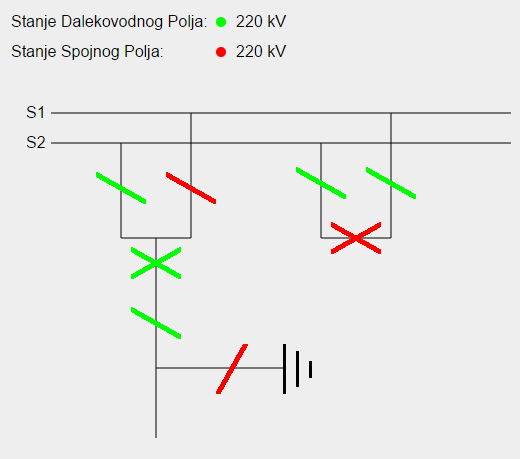 Stanje Dalekovodnog Polja: 220 kV
Stanje Spojnog Polja: 220 kV
S1
S2